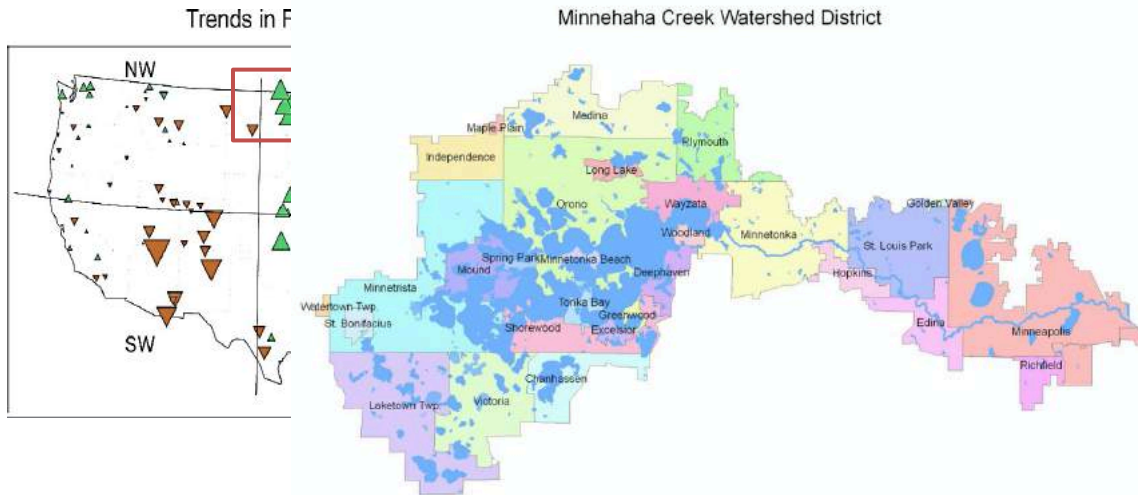 Trends in F
Minnehaha Creek Watershed District
NW
SW
Medina
Maple Plain
Plymouth
Independence
Long Lake
Orono
Wayzata
Golden Valley
Woodland
Minnetonka
St. Louis Park
Spring Park
Minnetonka Beach
Mound
Deephaven
Hopkins
Minnetrista
Watertown Twp
Tonka Bay
St. Bonifacius
Greenwood
Shorewood
Excelsior
Edina
Minneapolis
Richfield
Chanhassen
Laketown Twp
Victoria